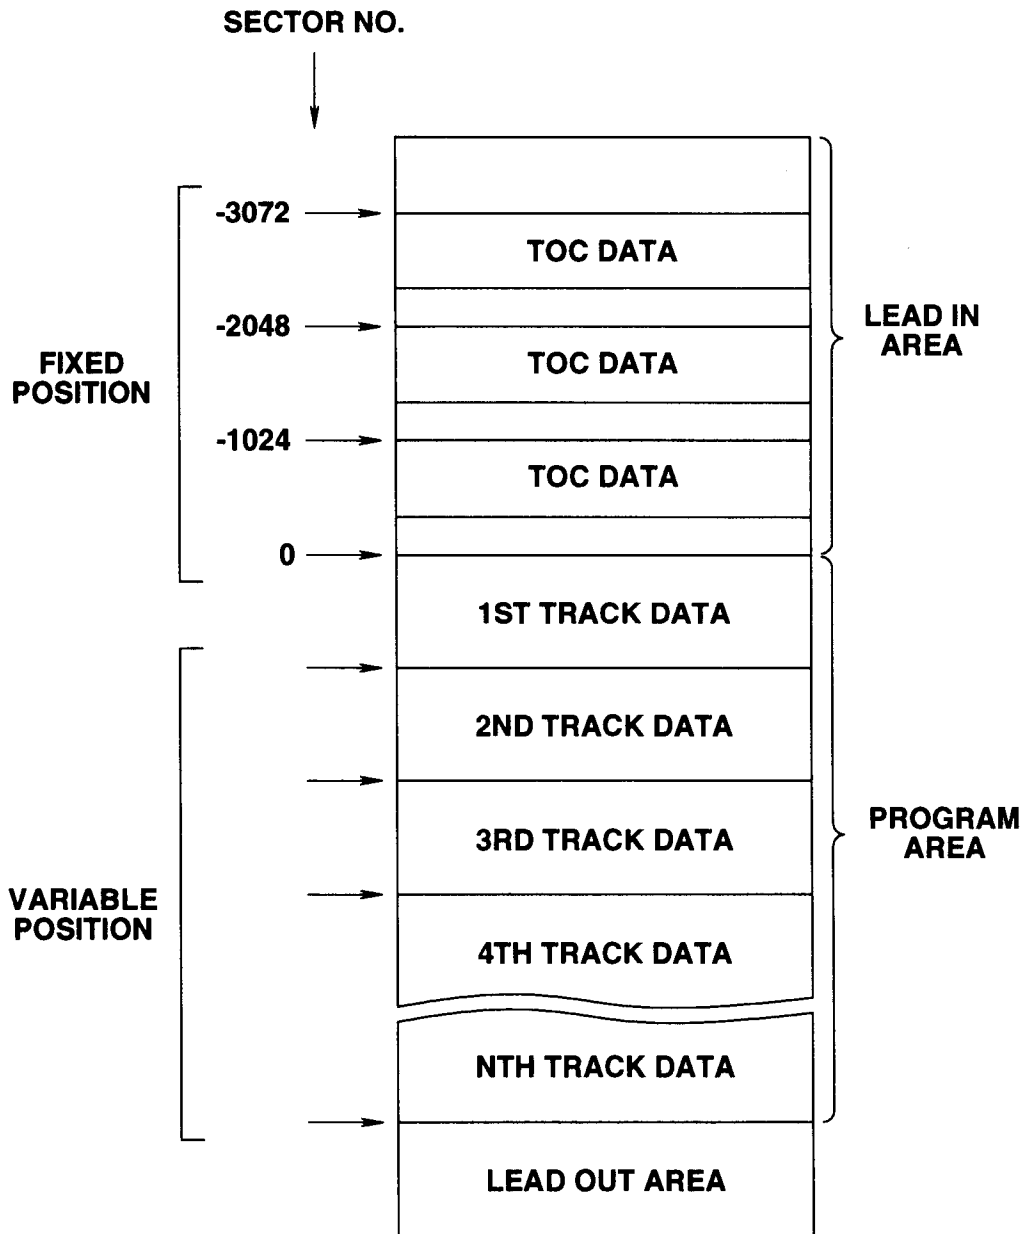 SECTOR NO.
-3072
TOC DATA
-2048
TOC DATA
LEAD IN
AREA
FIXED
POSITION
-1024
TOC DATA
0
1ST TRACK DATA
2ND TRACK DATA
3RD TRACK DATA
PROGRAM
AREA
VARIABLE
POSITION
4TH TRACK DATA
NTH TRACK DATA
LEAD OUT AREA